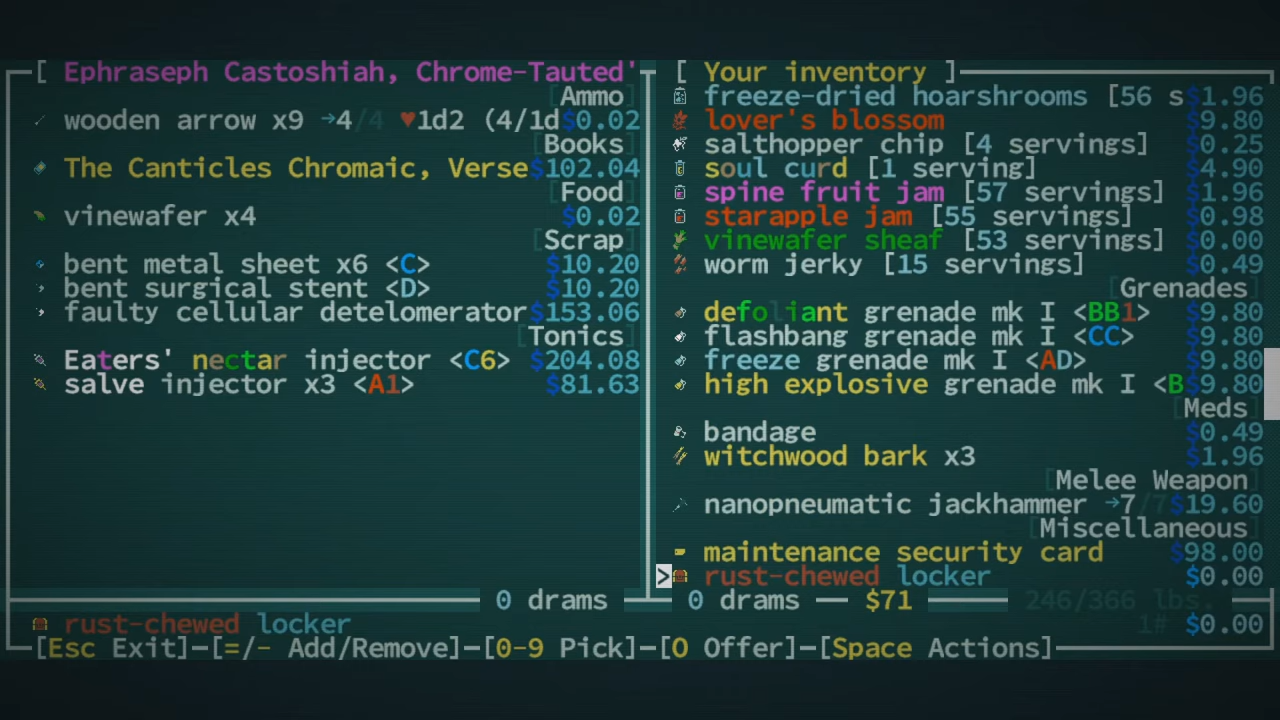 [ Ephraseph Castoshiah, Chrome-Tauted'
[Ammo]
wooden arrow x9 →4/4 ♥1d2 (4/1d$0.02
[Books]
The Canticles Chromaic, Verse$102.04
[Food]
vinewafer x4 $0.02
[Scrap]
bent metal sheet x6 <C> $10.20
bent surgical stent <D> $10.20
faulty cellular detelomerator$153.06
[Tonics]
Eaters' nectar injector <C6> $204.08
salve injector x3 <A1> $81.63
0 drams
[ Your inventory ]
freeze-dried hoarshrooms [56 s$1.96
lover's blossom $9.80
salthopper chip [4 servings] $0.25
soul curd [1 serving] $4.90
spine fruit jam [57 servings] $1.96
starapple jam [55 servings] $0.98
vinewafer sheaf [53 servings] $0.00
worm jerky [15 servings] $0.49
[Grenades]
defoliant grenade mk I <BB1> $9.80
flashbang grenade mk I <CC> $9.80
freeze grenade mk I <AD> $9.80
high explosive grenade mk I <B$9.80
[Meds]
bandage $0.49
witchwood bark x3 $1.96
[Melee Weapon]
nanopneumatic jackhammer →7/7$19.60
[Miscellaneous]
maintenance security card $98.00
> rust-chewed locker $0.00
0 drams — $71 246/366 lbs.
rust-chewed locker 1# $0.00
[Esc Exit]—[=/- Add/Remove]—[0-9 Pick]—[O Offer]—[Space Actions]